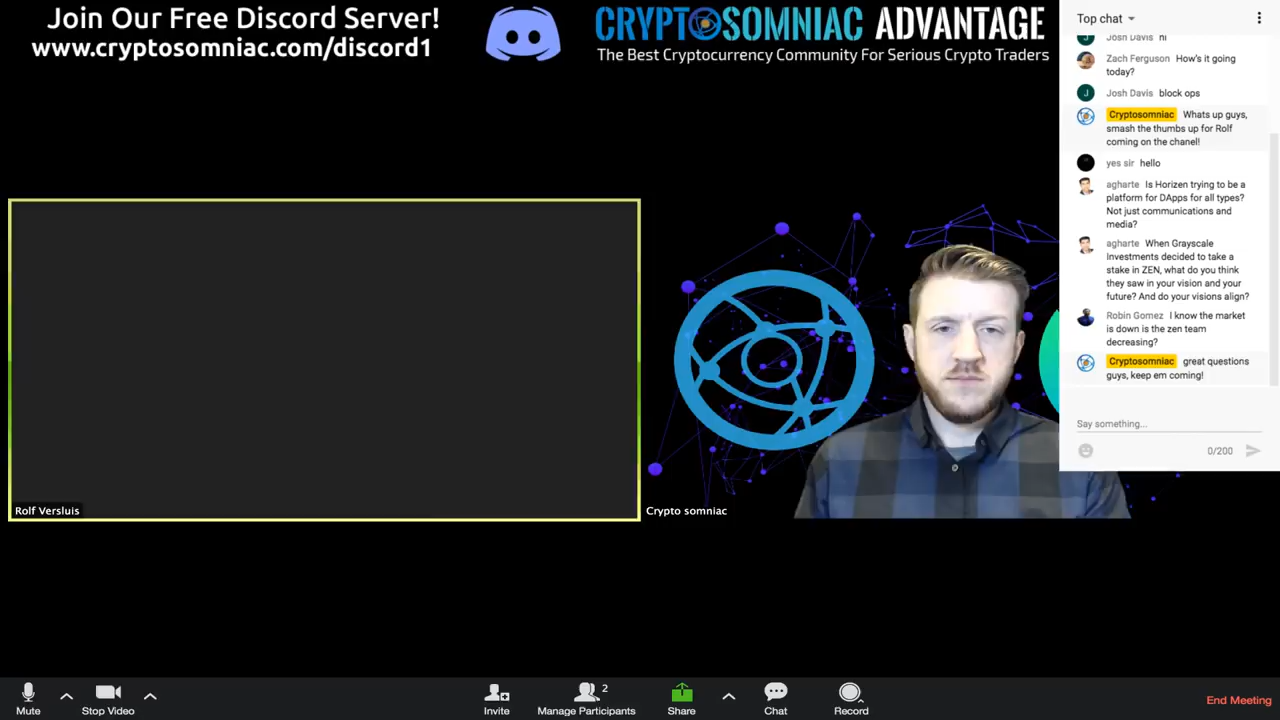 Join Our Free Discord Server!
www.cryptosomniac.com/discord1
CRYPTOSOMNIAC ADVANTAGE
The Best Cryptocurrency Community For Serious Crypto Traders
Top chat
Josh Davis hi
Zach Ferguson How's it going
today?
Josh Davis block ops
Cryptosomniac Whats up guys,
smash the thumbs up for Rolf
coming on the chanel!
yes sir hello
agharte Is Horizen trying to be a
platform for DApps for all types?
Not just communications and
media?
agharte When Grayscale
Investments decided to take a
stake in ZEN, what do you think
they saw in your vision and your
future? And do your visions align?
Robin Gomez I know the market
is down is the zen team
decreasing?
Cryptosomniac great questions
guys, keep em coming!
Say something...
0/200
Rolf Versluis
Crypto somniac
Mute
Stop Video
Invite
2
Manage Participants
Share
Chat
Record
End Meeting